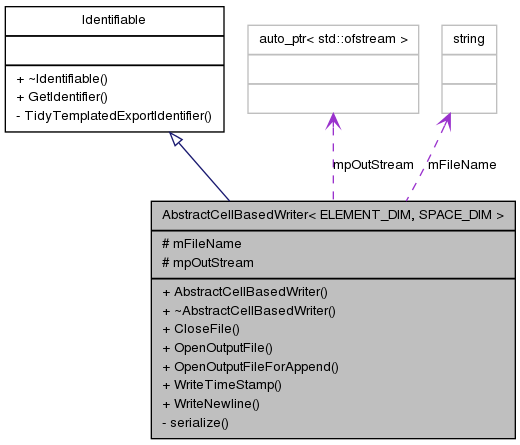 Identifiable
+ ~Identifiable()
+ GetIdentifier()
- TidyTemplatedExportIdentifier()
auto_ptr< std::ofstream >
string
mpOutStream
mFileName
AbstractCellBasedWriter< ELEMENT_DIM, SPACE_DIM >
# mFileName
# mpOutStream
+ AbstractCellBasedWriter()
+ ~AbstractCellBasedWriter()
+ CloseFile()
+ OpenOutputFile()
+ OpenOutputFileForAppend()
+ WriteTimeStamp()
+ WriteNewline()
- serialize()